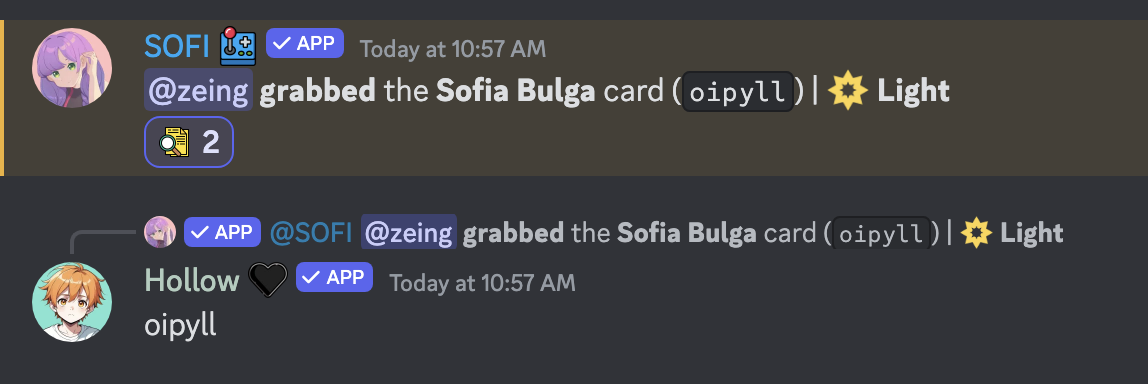 SOFI APP Today at 10:57 AM
@zeing grabbed the Sofia Bulga card (oipyll) | Light
2
APP @SOFI @zeing grabbed the Sofia Bulga card (oipyll) | Light
Hollow APP Today at 10:57 AM
oipyll